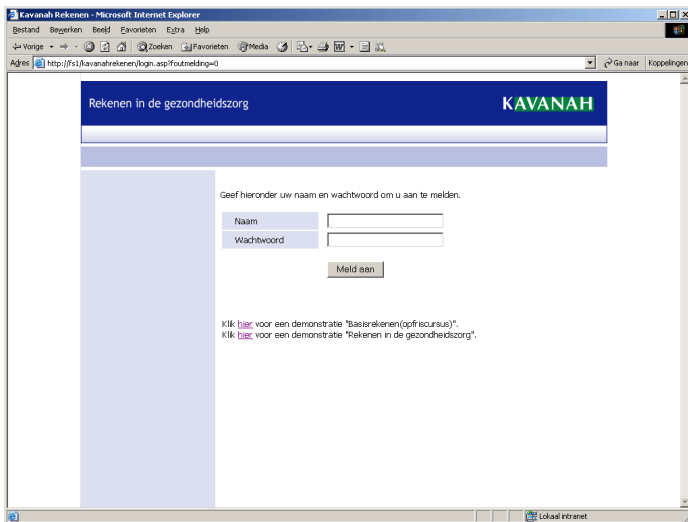 Kavanah Rekenen - Microsoft Internet Explorer
Bestand Bewerken Beeld Favorieten Extra Help
Vorige Zoeken Favorieten Media
Adres http://fs1/kavanahrekenen/login.asp?foutmelding=0 Ga naar Koppelingen
Rekenen in de gezondheidszorg KAVANAH
Geef hieronder uw naam en wachtwoord om u aan te melden.
Naam
Wachtwoord
Meld aan
Klik hier voor een demonstratie "Basisrekenen(opfriscursus)".
Klik hier voor een demonstratie "Rekenen in de gezondheidszorg".
Lokaal intranet